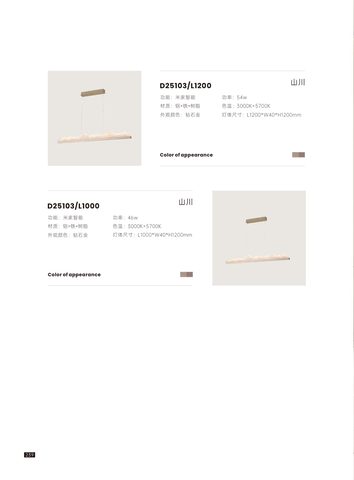 D25103/L1200
山川
功能：米家智能
功率：54w
材质：铝+铁+树脂
色温：3000K+5700K
外观颜色：钻石金
灯体尺寸：L1200*W40*H1200mm
Color of appearance
D25103/L1000
山川
功能：米家智能
功率：46w
材质：铝+铁+树脂
色温：3000K+5700K
外观颜色：钻石金
灯体尺寸：L1000*W40*H1200mm
Color of appearance
259